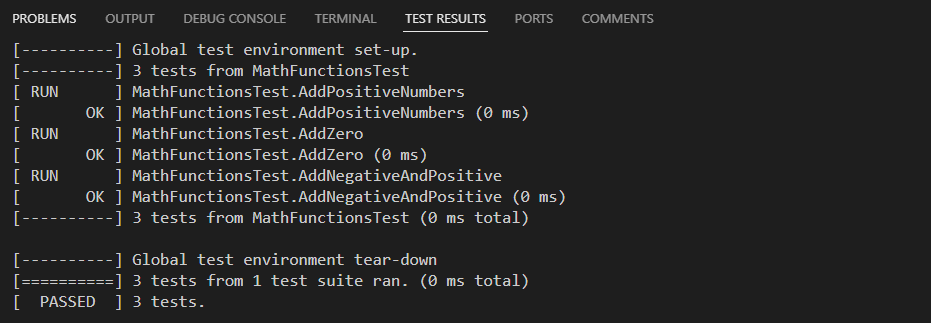 PROBLEMS OUTPUT DEBUG CONSOLE TERMINAL TEST RESULTS PORTS COMMENTS
[----------] Global test environment set-up.
[----------] 3 tests from MathFunctionsTest
[ RUN      ] MathFunctionsTest.AddPositiveNumbers
[       OK ] MathFunctionsTest.AddPositiveNumbers (0 ms)
[ RUN      ] MathFunctionsTest.AddZero
[       OK ] MathFunctionsTest.AddZero (0 ms)
[ RUN      ] MathFunctionsTest.AddNegativeAndPositive
[       OK ] MathFunctionsTest.AddNegativeAndPositive (0 ms)
[----------] 3 tests from MathFunctionsTest (0 ms total)
[----------] Global test environment tear-down
[==========] 3 tests from 1 test suite ran. (0 ms total)
[  PASSED  ] 3 tests.